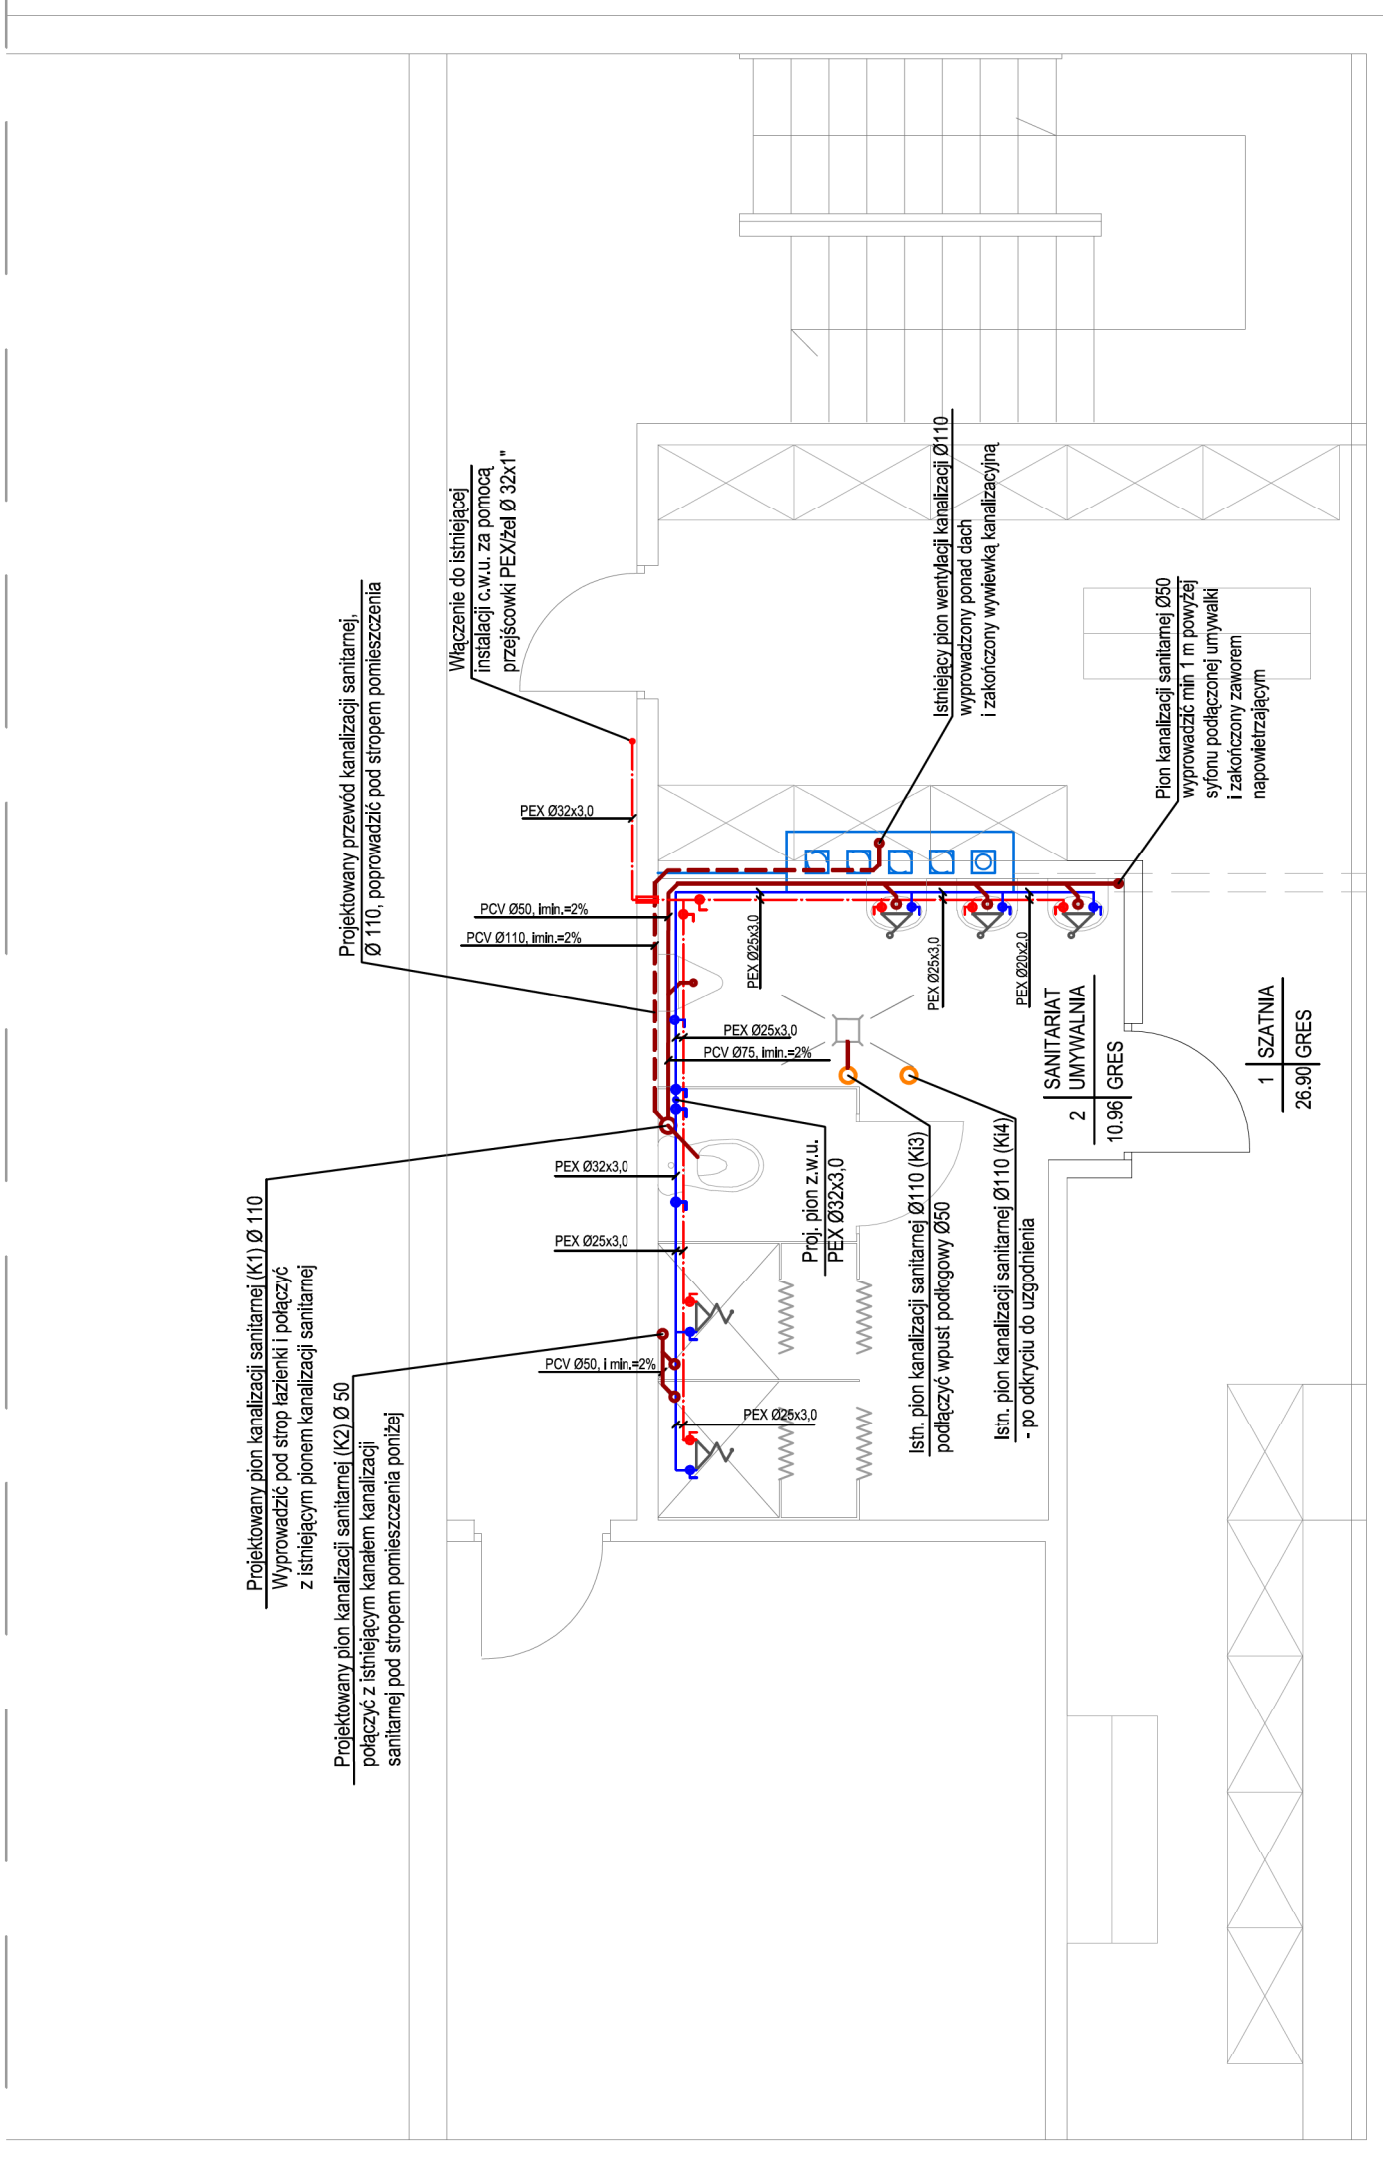 Projektowany pion kanalizacji sanitarnej (K1) Ø 110
Wyprowadzić pod strop łazienki i połączyć
z istniejącym pionem kanalizacji sanitarnej
Projektowany pion kanalizacji sanitarnej (K2) Ø 50
połączyć z istniejącym kanałem kanalizacji
sanitarnej pod stropem pomieszczenia poniżej
Projektowany przewód kanalizacji sanitarnej,
Ø 110, poprowadzić pod stropem pomieszczenia
Włączenie do istniejącej
instalacji c.w.u. za pomocą
przejścowki PEX/żel Ø 32x1"
PEX Ø32x3,0
PCV Ø50, imin.=2%
PCV Ø110, imin.=2%
PEX Ø25x3,0
PCV Ø75, imin.=2%
PEX Ø32x3,0
PEX Ø25x3,0
PCV Ø50, i min.=2%
PEX Ø25x3,0
PEX Ø25x3,0
PEX Ø25x3,0
PEX Ø20x2,0
Proj. pion z.w.u.
PEX Ø32x3,0
Istn. pion kanalizacji sanitarnej Ø110 (Ki3)
podłączyć wpust podłogowy Ø50
Istn. pion kanalizacji sanitarnej Ø110 (Ki4)
- po odkryciu do uzgodnienia
Istniejący pion wentylacji kanalizacji Ø110
wyprowadzony ponad dach
i zakończony wywiewką kanalizacyjną
Pion kanalizacji sanitarnej Ø50
wyprowadzić min 1 m powyżej
syfonu podłączonej umywalki
i zakończony zaworem
napowietrzającym
SANITARIAT
2 UMYWALNIA
10.96 GRES
1 SZATNIA
26.90 GRES